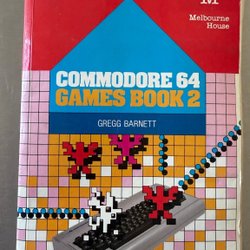 M
Melbourne
House
COMMODORE 64
GAMES BOOK 2
GREGG BARNETT